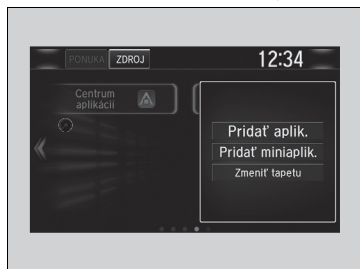 PONUKA ZDROJ 12:34
Centrum
aplikácií
Pridať aplik.
Pridať miniaplik.
Zmeniť tapetu